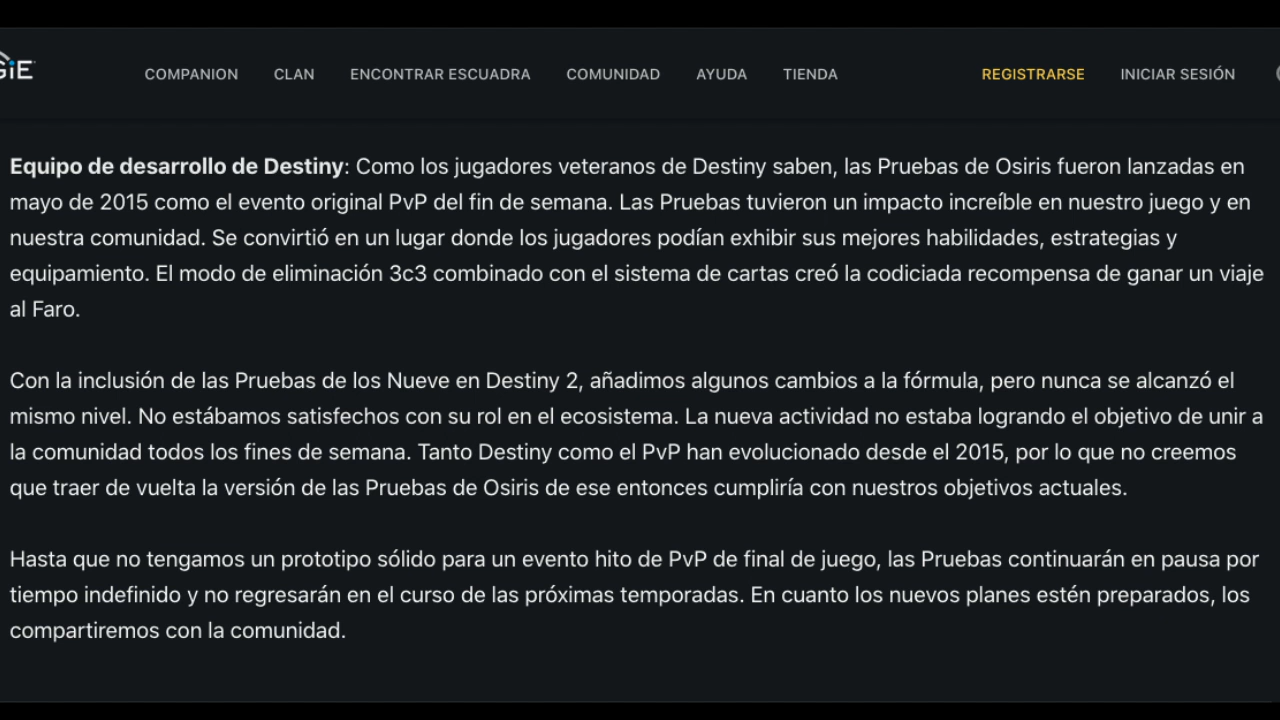 GiE
COMPANION CLAN ENCONTRAR ESCUADRA COMUNIDAD AYUDA TIENDA REGISTRARSE INICIAR SESIÓN
Equipo de desarrollo de Destiny: Como los jugadores veteranos de Destiny saben, las Pruebas de Osiris fueron lanzadas en
mayo de 2015 como el evento original PvP del fin de semana. Las Pruebas tuvieron un impacto increíble en nuestro juego y en
nuestra comunidad. Se convirtió en un lugar donde los jugadores podían exhibir sus mejores habilidades, estrategias y
equipamiento. El modo de eliminación 3c3 combinado con el sistema de cartas creó la codiciada recompensa de ganar un viaje
al Faro.
Con la inclusión de las Pruebas de los Nueve en Destiny 2, añadimos algunos cambios a la fórmula, pero nunca se alcanzó el
mismo nivel. No estábamos satisfechos con su rol en el ecosistema. La nueva actividad no estaba logrando el objetivo de unir a
la comunidad todos los fines de semana. Tanto Destiny como el PvP han evolucionado desde el 2015, por lo que no creemos
que traer de vuelta la versión de las Pruebas de Osiris de ese entonces cumpliría con nuestros objetivos actuales.
Hasta que no tengamos un prototipo sólido para un evento hito de PvP de final de juego, las Pruebas continuarán en pausa por
tiempo indefinido y no regresarán en el curso de las próximas temporadas. En cuanto los nuevos planes estén preparados, los
compartiremos con la comunidad.